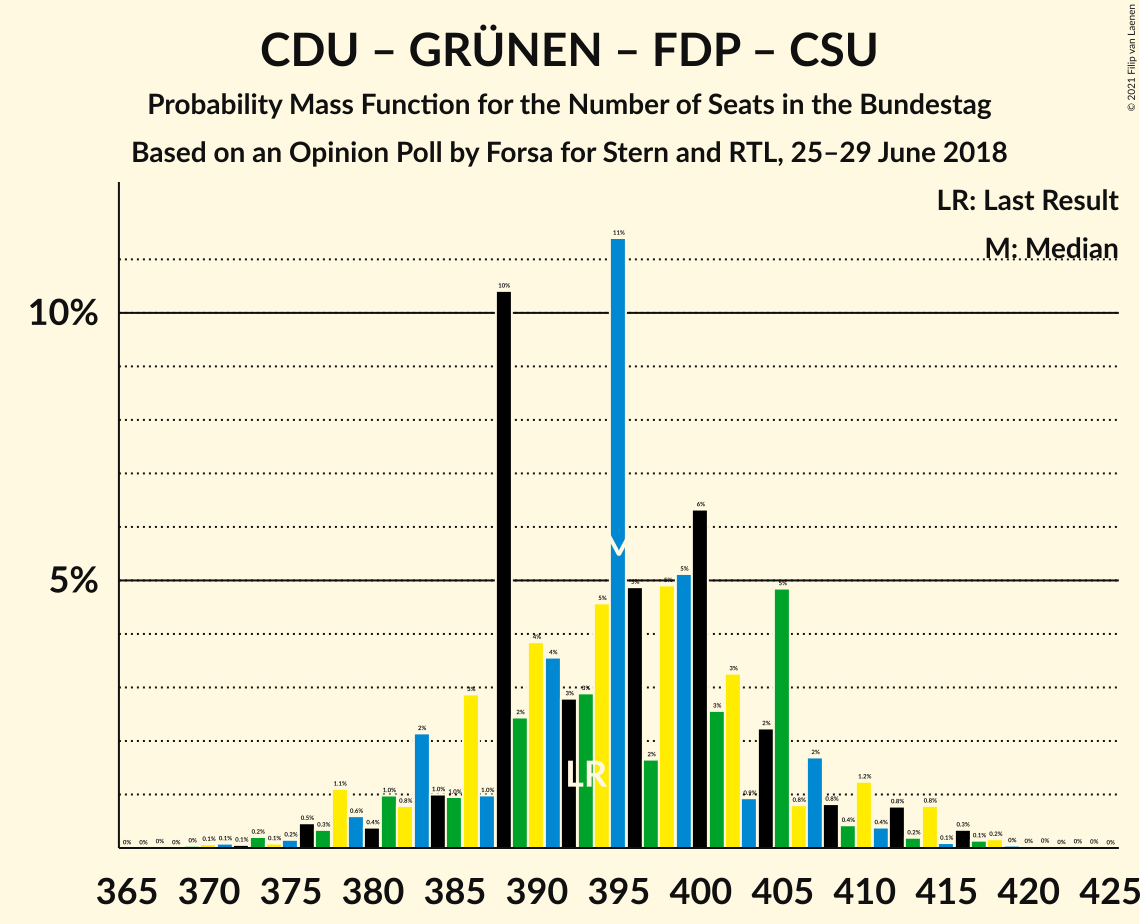 CDU – GRÜNEN – FDP – CSU
Probability Mass Function for the Number of Seats in the Bundestag
Based on an Opinion Poll by Forsa for Stern and RTL, 25–29 June 2018
© 2021 Filip van Laenen
LR: Last Result
M: Median
10%
5%
0% 0% 0% 0% 0% 0.1% 0.1% 0.1% 0.2% 0.1% 0.2% 0.5% 0.3% 1.1% 0.6% 0.4% 1.0% 0.8% 2% 1.0% 1.0% 3% 1.0% 10% 2% 4% 4% 3% 3% 5% 11% 5% 2% 5% 5% 6% 3% 3% 0.9% 2% 5% 0.8% 2% 0.8% 0.4% 1.2% 0.4% 0.8% 0.2% 0.8% 0.1% 0.3% 0.1% 0.2% 0% 0% 0% 0% 0% 0% 0%
M
LR
365 370 375 380 385 390 395 400 405 410 415 420 425